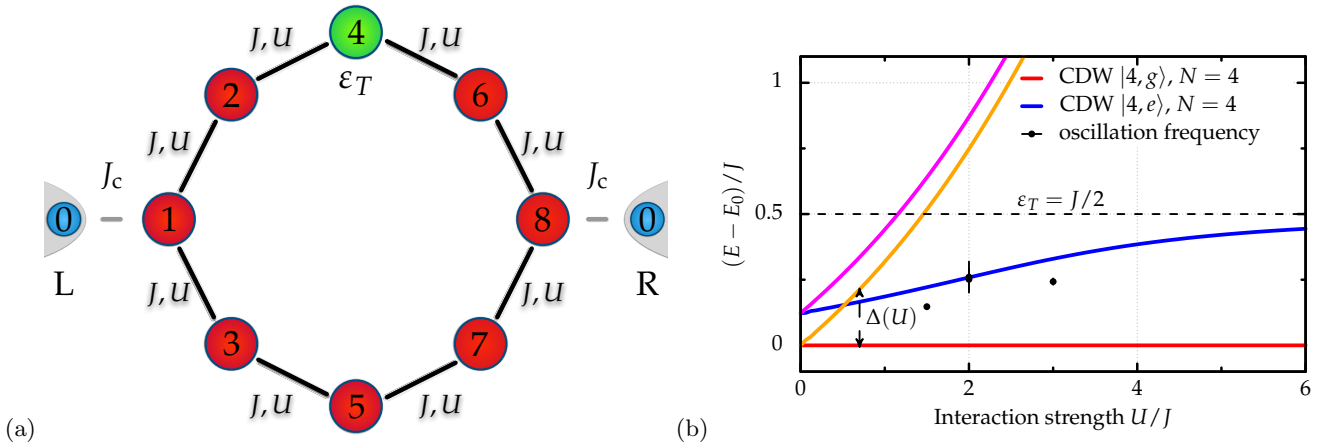 4
J, U
J, U
ε_T
2
6
J, U
J, U
J_c
J_c
0
1
8
0
L
R
J, U
J, U
3
7
J, U
J, U
5
(a)
(E − E_0)/J
1
0.5
0
CDW |4, g⟩, N = 4
CDW |4, e⟩, N = 4
oscillation frequency
ε_T = J/2
Δ(U)
0
2
4
6
Interaction strength U/J
(b)